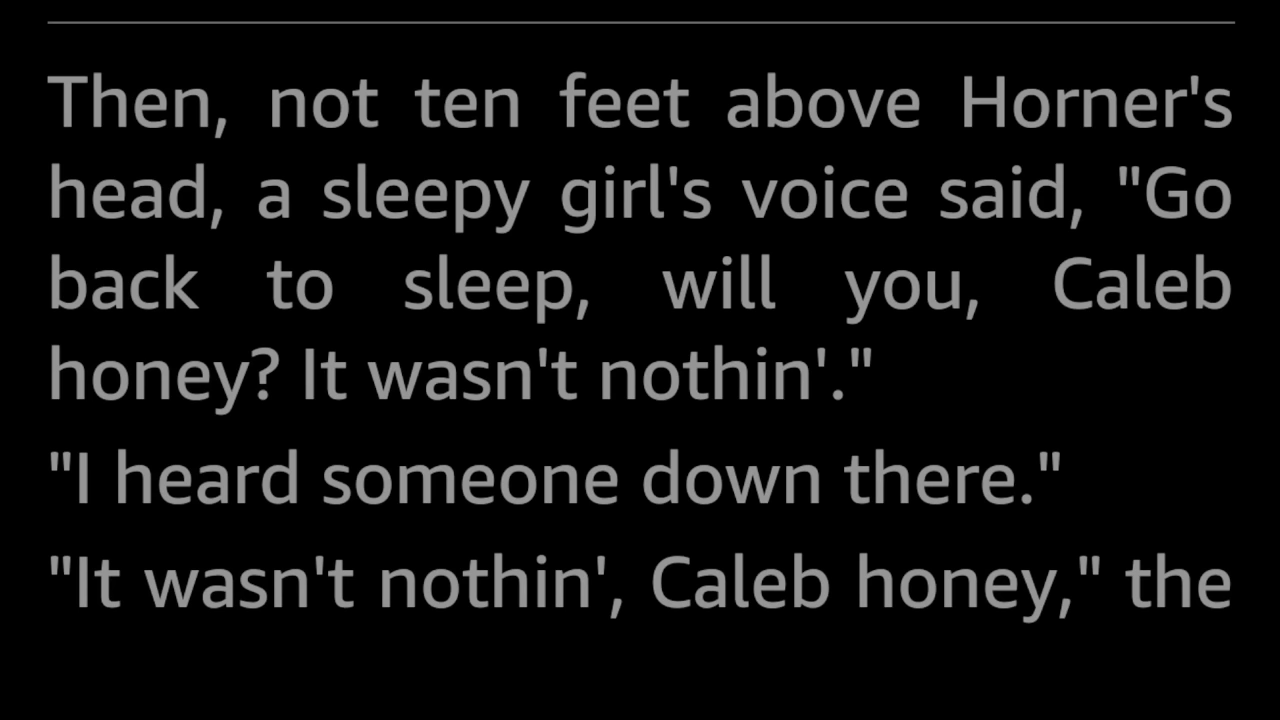 Then, not ten feet above Horner's
head, a sleepy girl's voice said, "Go
back to sleep, will you, Caleb
honey? It wasn't nothin'."
"I heard someone down there."
"It wasn't nothin', Caleb honey," the